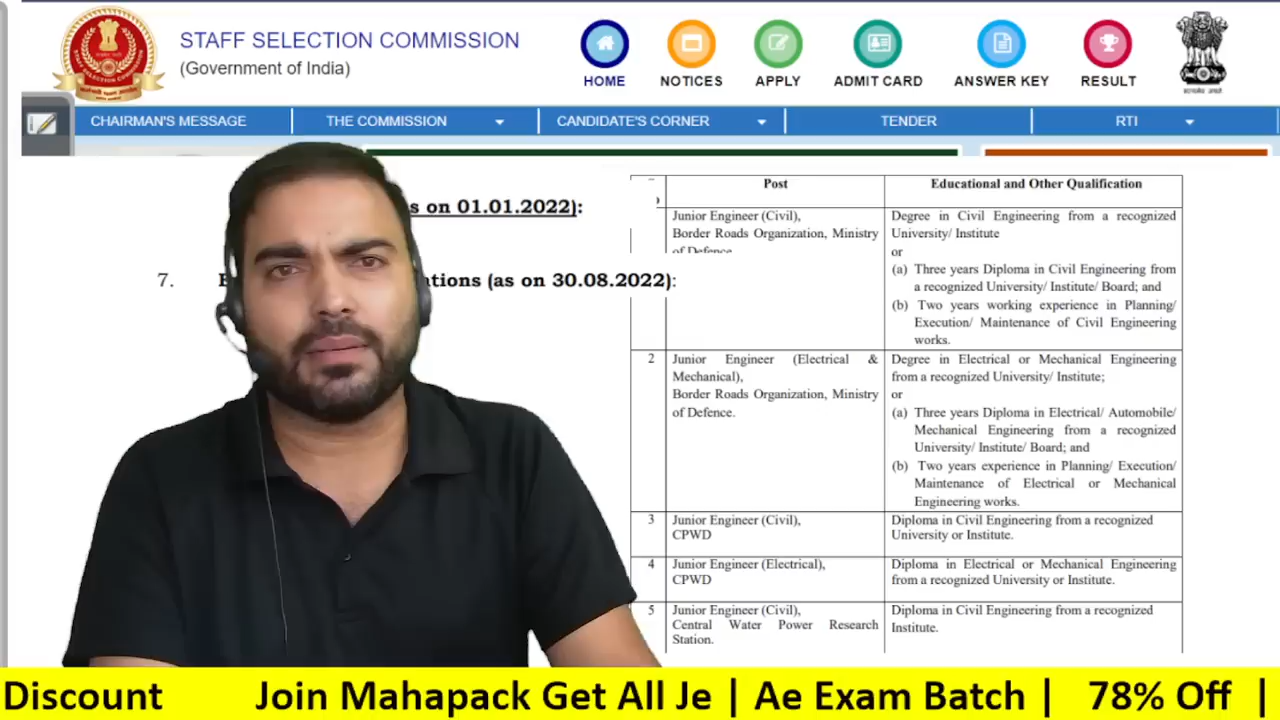 STAFF SELECTION COMMISSION
(Government of India)
HOME
NOTICES
APPLY
ADMIT CARD
ANSWER KEY
RESULT
CHAIRMAN'S MESSAGE
THE COMMISSION
CANDIDATE'S CORNER
TENDER
RTI
s on 01.01.2022):
7.
tions (as on 30.08.2022):
Post
Educational and Other Qualification
Junior Engineer (Civil),
Border Roads Organization, Ministry
of Defence
Degree in Civil Engineering from a recognized
University/ Institute
or
(a) Three years Diploma in Civil Engineering from
a recognized University/ Institute/ Board; and
(b) Two years working experience in Planning/
Execution/ Maintenance of Civil Engineering
works.
2
Junior Engineer (Electrical &
Mechanical),
Border Roads Organization, Ministry
of Defence.
Degree in Electrical or Mechanical Engineering
from a recognized University/ Institute;
or
(a) Three years Diploma in Electrical/ Automobile/
Mechanical Engineering from a recognized
University/ Institute/ Board; and
(b) Two years experience in Planning/ Execution/
Maintenance of Electrical or Mechanical
Engineering works.
3
Junior Engineer (Civil),
CPWD
Diploma in Civil Engineering from a recognized
University or Institute.
4
Junior Engineer (Electrical),
CPWD
Diploma in Electrical or Mechanical Engineering
from a recognized University or Institute.
5
Junior Engineer (Civil),
Central Water Power Research
Station.
Diploma in Civil Engineering from a recognized
Institute.
Discount Join Mahapack Get All Je | Ae Exam Batch | 78% Off |